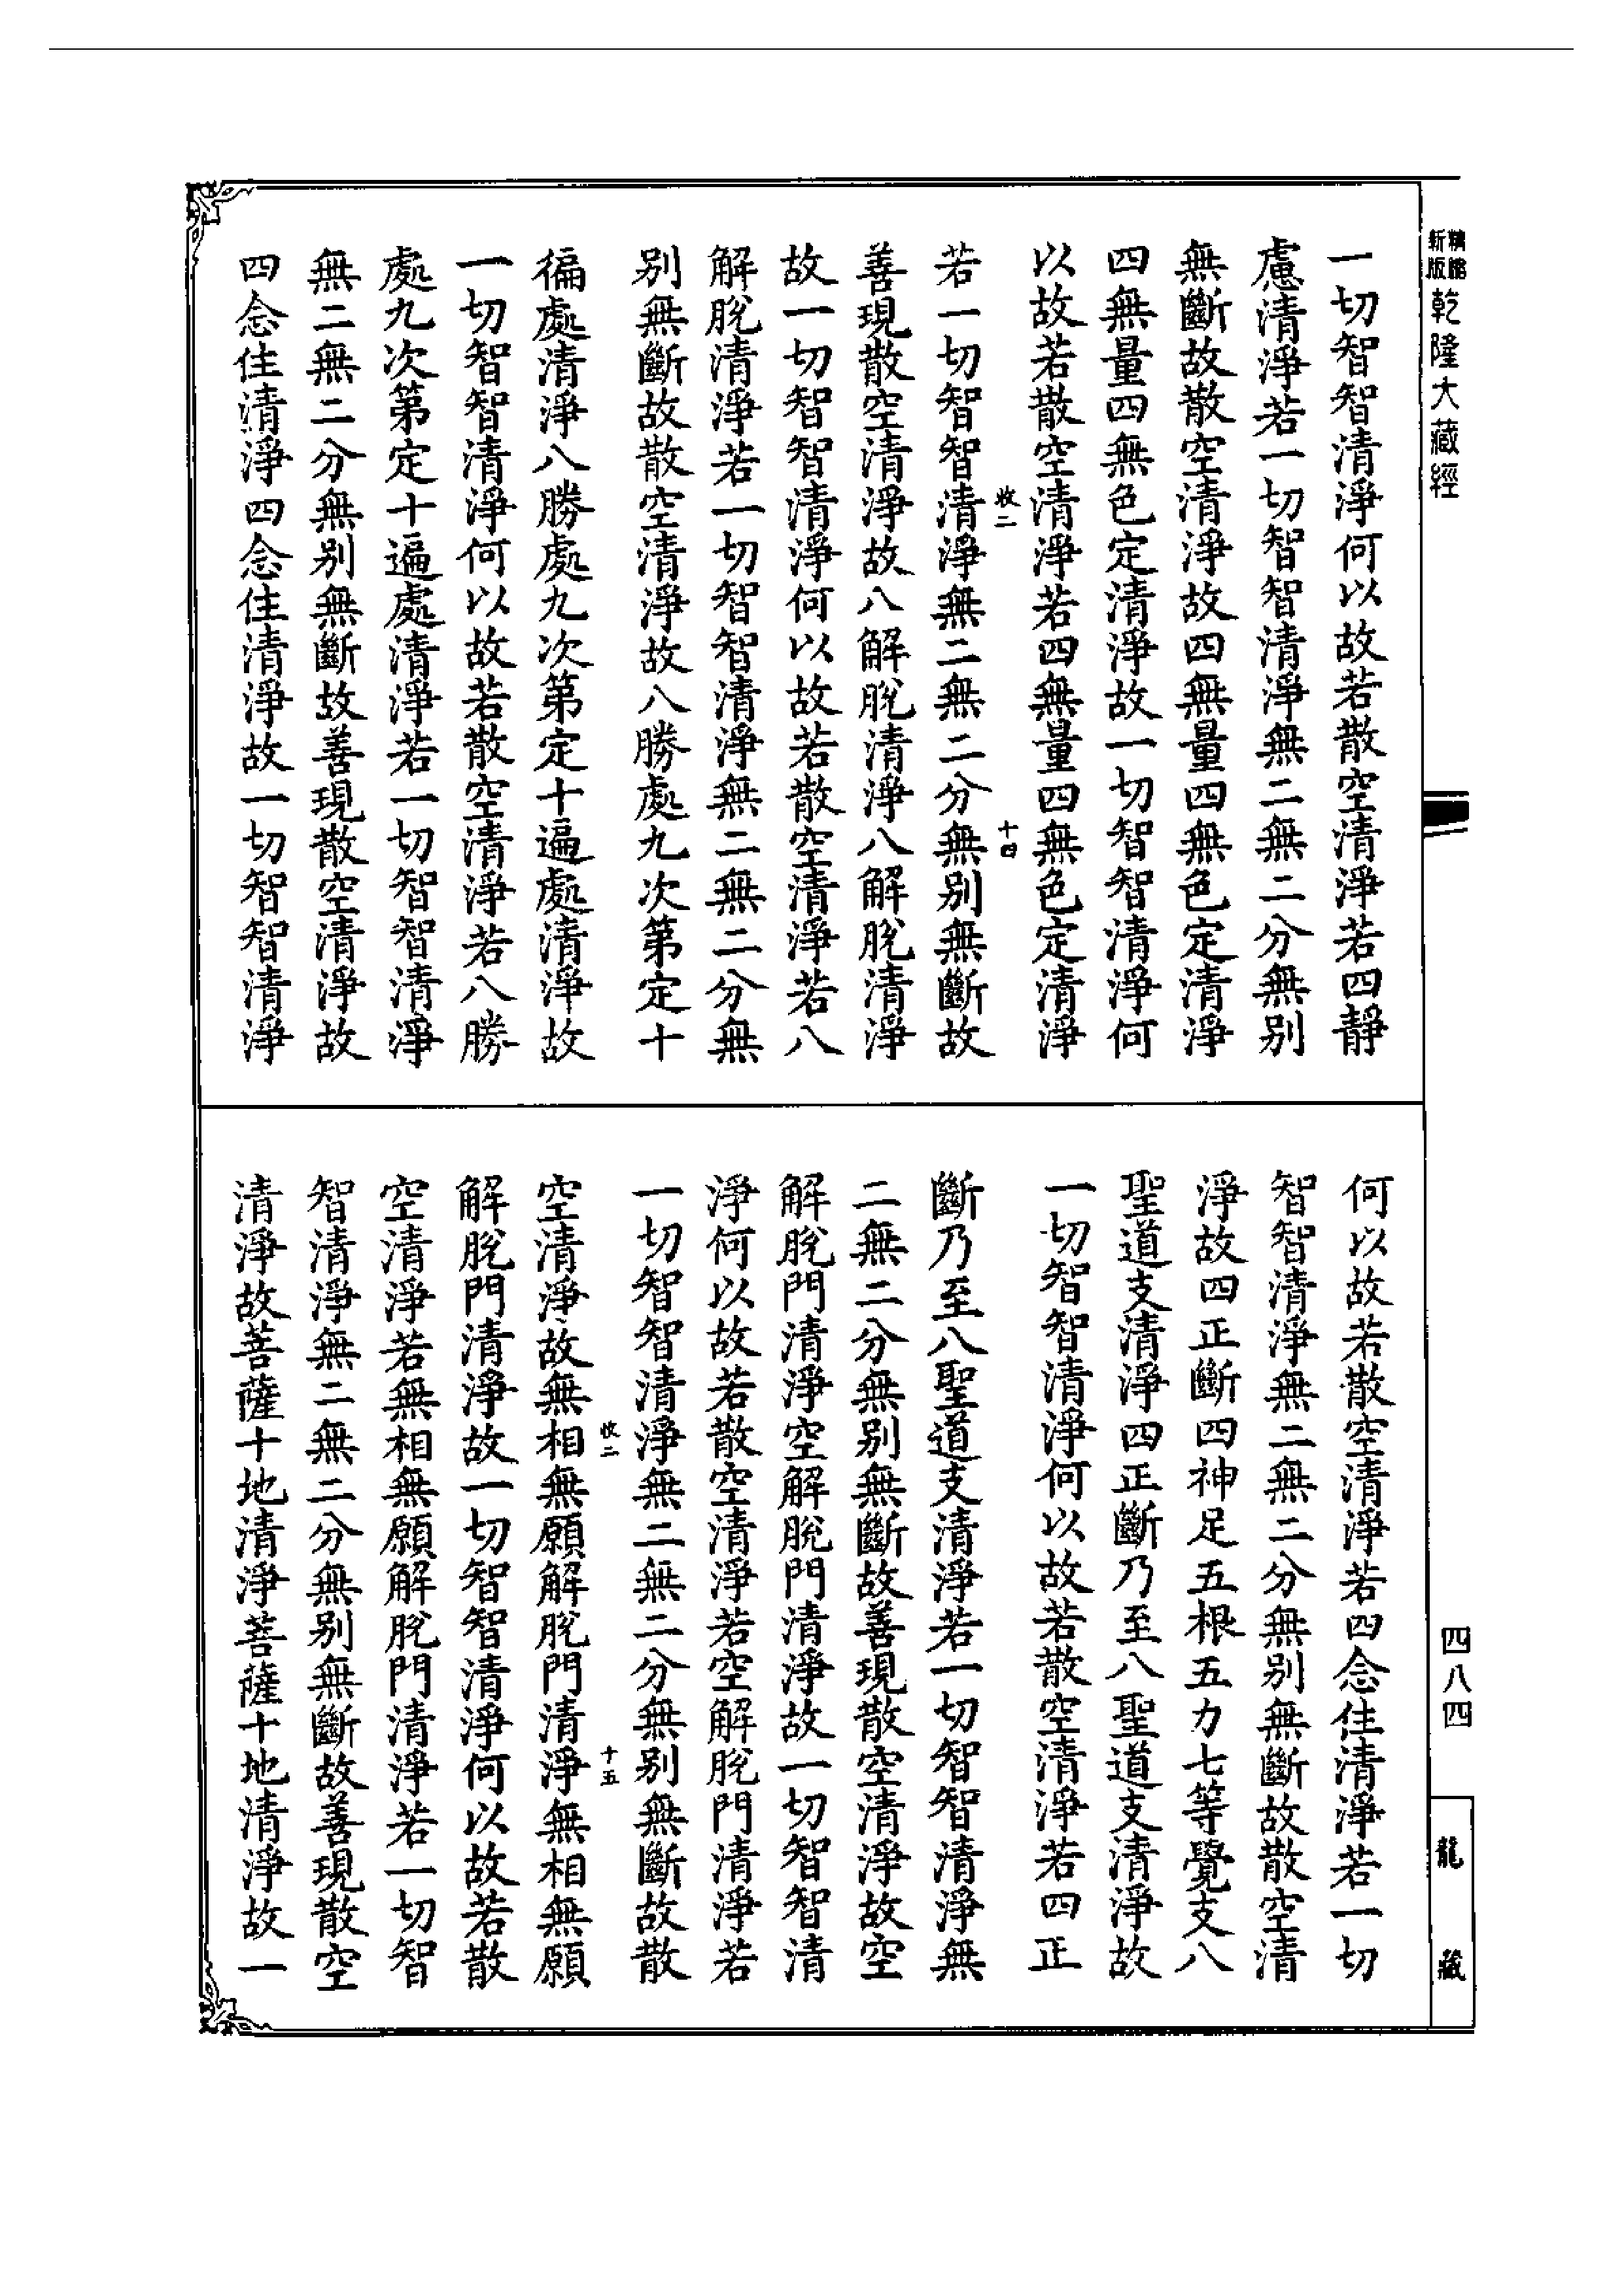 新版
精縮
乾隆大藏經
一切智智清淨何以故若散空清淨若四靜
慮清淨若一切智智清淨無二無二分無別
無斷故散空清淨故四無量四無色定清淨
四無量四無色定清淨故一切智智清淨何
以故若散空清淨若四無量四無色定清淨
收二 十四
若一切智智清淨無二無二分無別無斷故
善現散空清淨故八解脫清淨八解脫清淨
故一切智智清淨何以故若散空清淨若八
解脫清淨若一切智智清淨無二無二分無
別無斷故散空清淨故八勝處九次第定十
徧處清淨八勝處九次第定十遍處清淨故
一切智智清淨何以故若散空清淨若八勝
處九次第定十遍處清淨若一切智智清淨
無二無二分無別無斷故善現散空清淨故
四念住清淨四念住清淨故一切智智清淨
何以故若散空清淨若四念住清淨若一切
智智清淨無二無二分無別無斷故散空清
淨故四正斷四神足五根五力七等覺支八
聖道支清淨四正斷乃至八聖道支清淨故
一切智智清淨何以故若散空清淨若四正
斷乃至八聖道支清淨若一切智智清淨無
二無二分無別無斷故善現散空清淨故空
解脫門清淨空解脫門清淨故一切智智清
淨何以故若散空清淨若空解脫門清淨若
一切智智清淨無二無二分無別無斷故散
收二 十五
空清淨故無相無願解脫門清淨無相無願
解脫門清淨故一切智智清淨何以故若散
空清淨若無相無願解脫門清淨若一切智
智清淨無二無二分無別無斷故善現散空
清淨故菩薩十地清淨菩薩十地清淨故一
四八四
龍藏